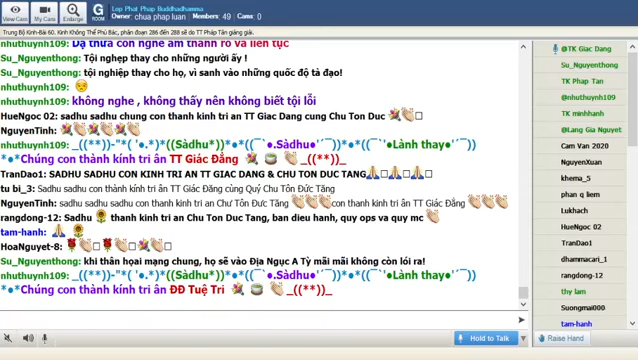 Lep Phat Phap Buddhadhamma
Owner: chua phap luan : Members: 49 : Cams: 0
View Cam
My Cam
Enlarge
G
ROOM
Trung Bộ Kinh-Bài 60. Kinh Không Thể Phủ Bác, phân đoạn 286 đến 288 sẽ do TT Pháp Tân giảng giải.
nhuthuynh109: Dạ thưa con nghe âm thanh rõ và liên tục
Su_Nguyenthong: Tội nghẹp thay cho những người ấy !
Su_Nguyenthong: tội nghiệp thay cho họ, vì sanh vào những quốc độ tà đạo!
nhuthuynh109:
nhuthuynh109: không nghe , không thấy nên không biết tội lỗi
HueNgoc 02: sadhu sadhu chung con thanh kinh tri an TT Giac Dang cung Chu Ton Duc
NguyenTinh:
nhuthuynh109: _((**))-"*( '•.•*)*((Sàdhu*))*•●*((¯`●.Sàdhu●'´¯))*•●*((¯`●Lành thay●'´¯))
*•●*Chúng con thành kính tri ân TT Giác Đẳng _((**))_
TranDao1: SADHU SADHU CON KINH TRI AN TT GIAC DANG & CHU TON DUC TANG
tu bi_3: Sadhu sadhu con thành kính tri ân TT Giác Đăng cùng Quý Chu Tôn Đức Tăng
NguyenTinh: sadhu sadhu con thành kính tri an Chư Tôn Đức Tăng con thành kính tri ân TT Giác Đẳng
rangdong-12: Sadhu thanh kinh tri an Chu Ton Duc Tang, ban dieu hanh, quy ops va quy mc
tam-hanh:
HoaNguyet-8:
Su_Nguyenthong: khi thân họai mạng chung, họ sẽ vào Địa Ngục A Tỳ mãi mãi không còn lói ra!
nhuthuynh109: _((**))-"*( '•.•*)*((Sàdhu*))*•●*((¯`●.Sàdhu●'´¯))*•●*((¯`●Lành thay●'´¯))
*•●*Chúng con thành kính tri ân ĐĐ Tuệ Tri _((**))_
Hold to Talk
@TK Giac Dang
Su_Nguyenthong
TK Phap Tan
@nhuthuynh109
TK minhhanh
@Lang Gia Nguyet
Cam Van 2020
NguyenXuan
khema_5
phan q liem
Lukhach
HueNgoc 02
TranDao1
dhammacari_1
rangdong-12
thy lam
Suongmai000
tam-hanh
Raise Hand